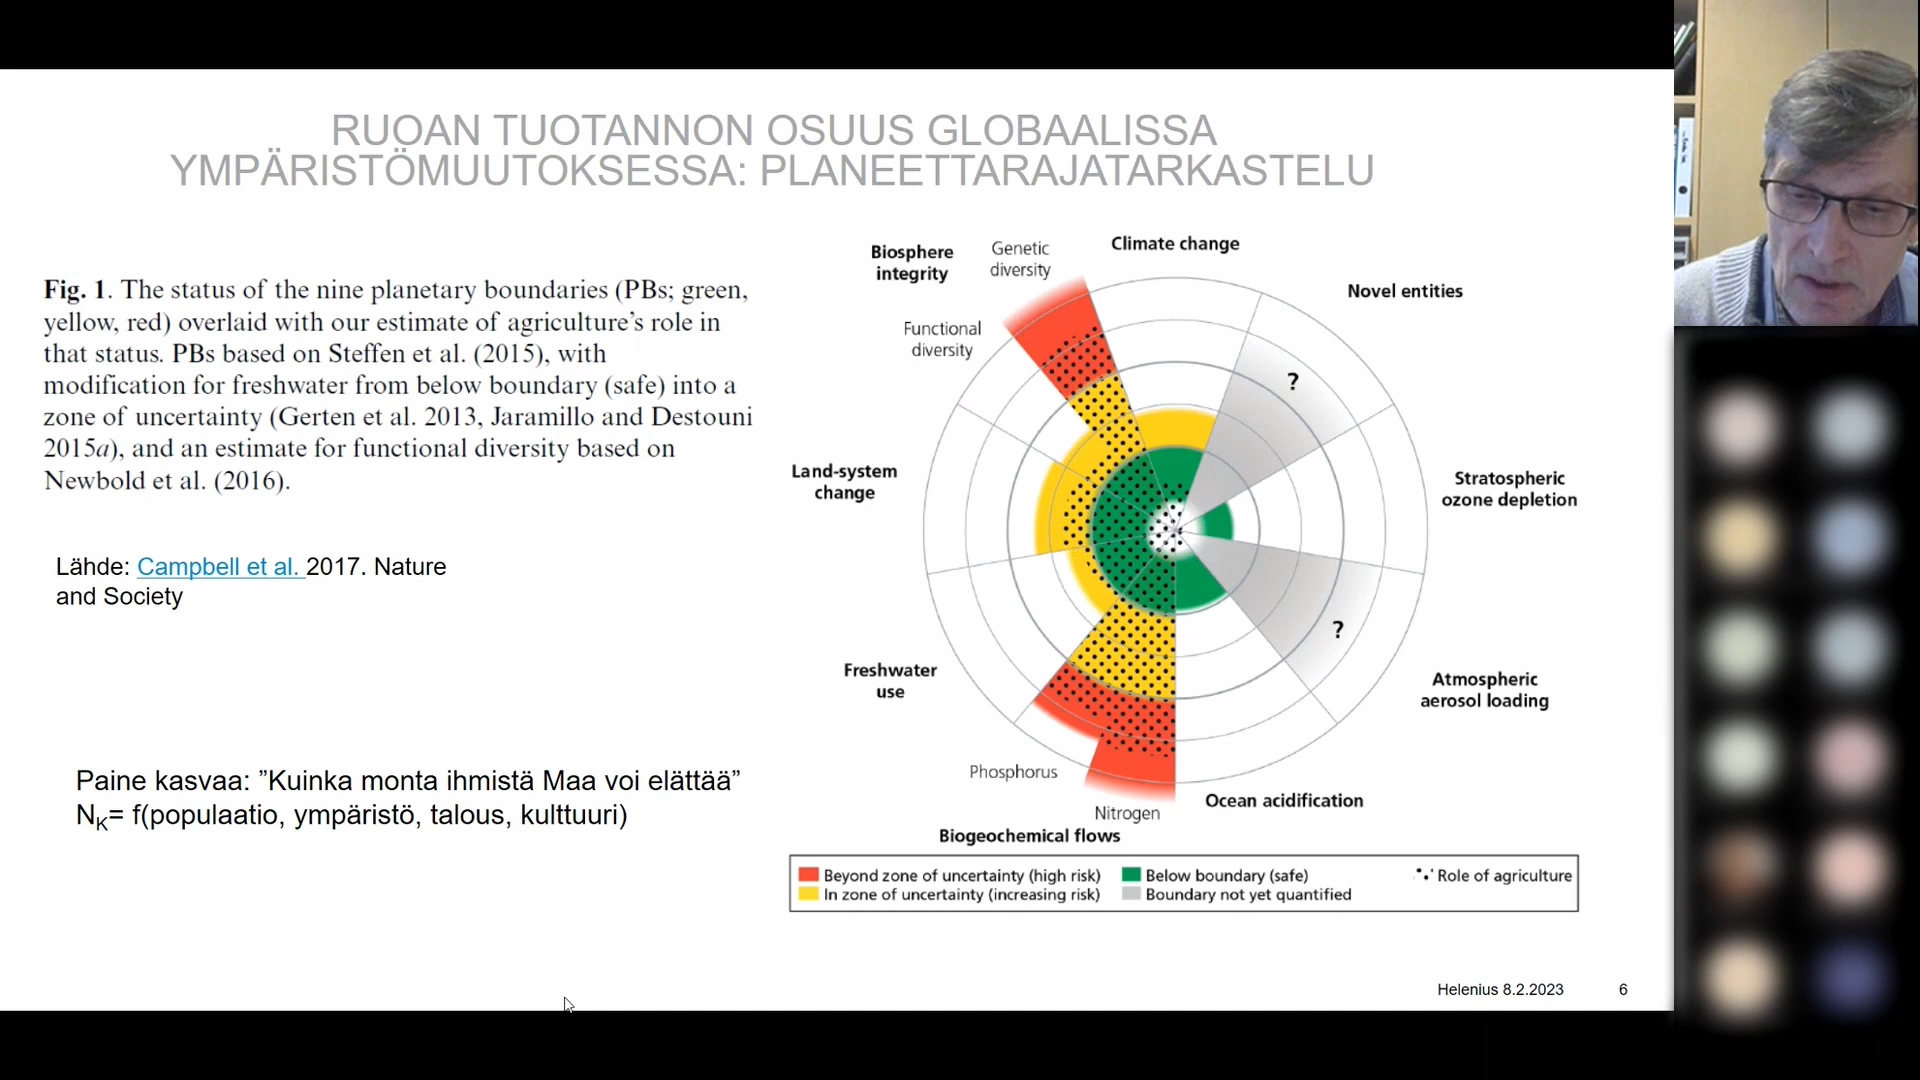 RUOAN TUOTANNON OSUUS GLOBAALISSA
YMPÄRISTÖMUUTOKSESSA: PLANEETTARAJATARKASTELU
Fig. 1. The status of the nine planetary boundaries (PBs; green,
yellow, red) overlaid with our estimate of agriculture’s role in
that status. PBs based on Steffen et al. (2015), with
modification for freshwater from below boundary (safe) into a
zone of uncertainty (Gerten et al. 2013, Jaramillo and Destouni
2015a), and an estimate for functional diversity based on
Newbold et al. (2016).
Lähde: Campbell et al. 2017. Nature
and Society
Paine kasvaa: ”Kuinka monta ihmistä Maa voi elättää”
NK= f(populaatio, ympäristö, talous, kulttuuri)
Biosphere
integrity
Genetic
diversity
Climate change
Novel entities
Functional
diversity
?
Land-system
change
Stratospheric
ozone depletion
?
Freshwater
use
Atmospheric
aerosol loading
Phosphorus
Nitrogen
Ocean acidification
Biogeochemical flows
Beyond zone of uncertainty (high risk)
In zone of uncertainty (increasing risk)
Below boundary (safe)
Boundary not yet quantified
Role of agriculture
Helenius 8.2.2023
6